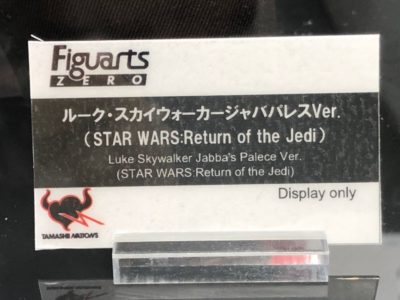 Figuarts
ZERO
ルーク・スカイウォーカージャバパレスVer.
（STAR WARS:Return of the Jedi）
Luke Skywalker Jabba's Palece Ver.
(STAR WARS:Return of the Jedi)
Display only
TAMASHII NATIONS